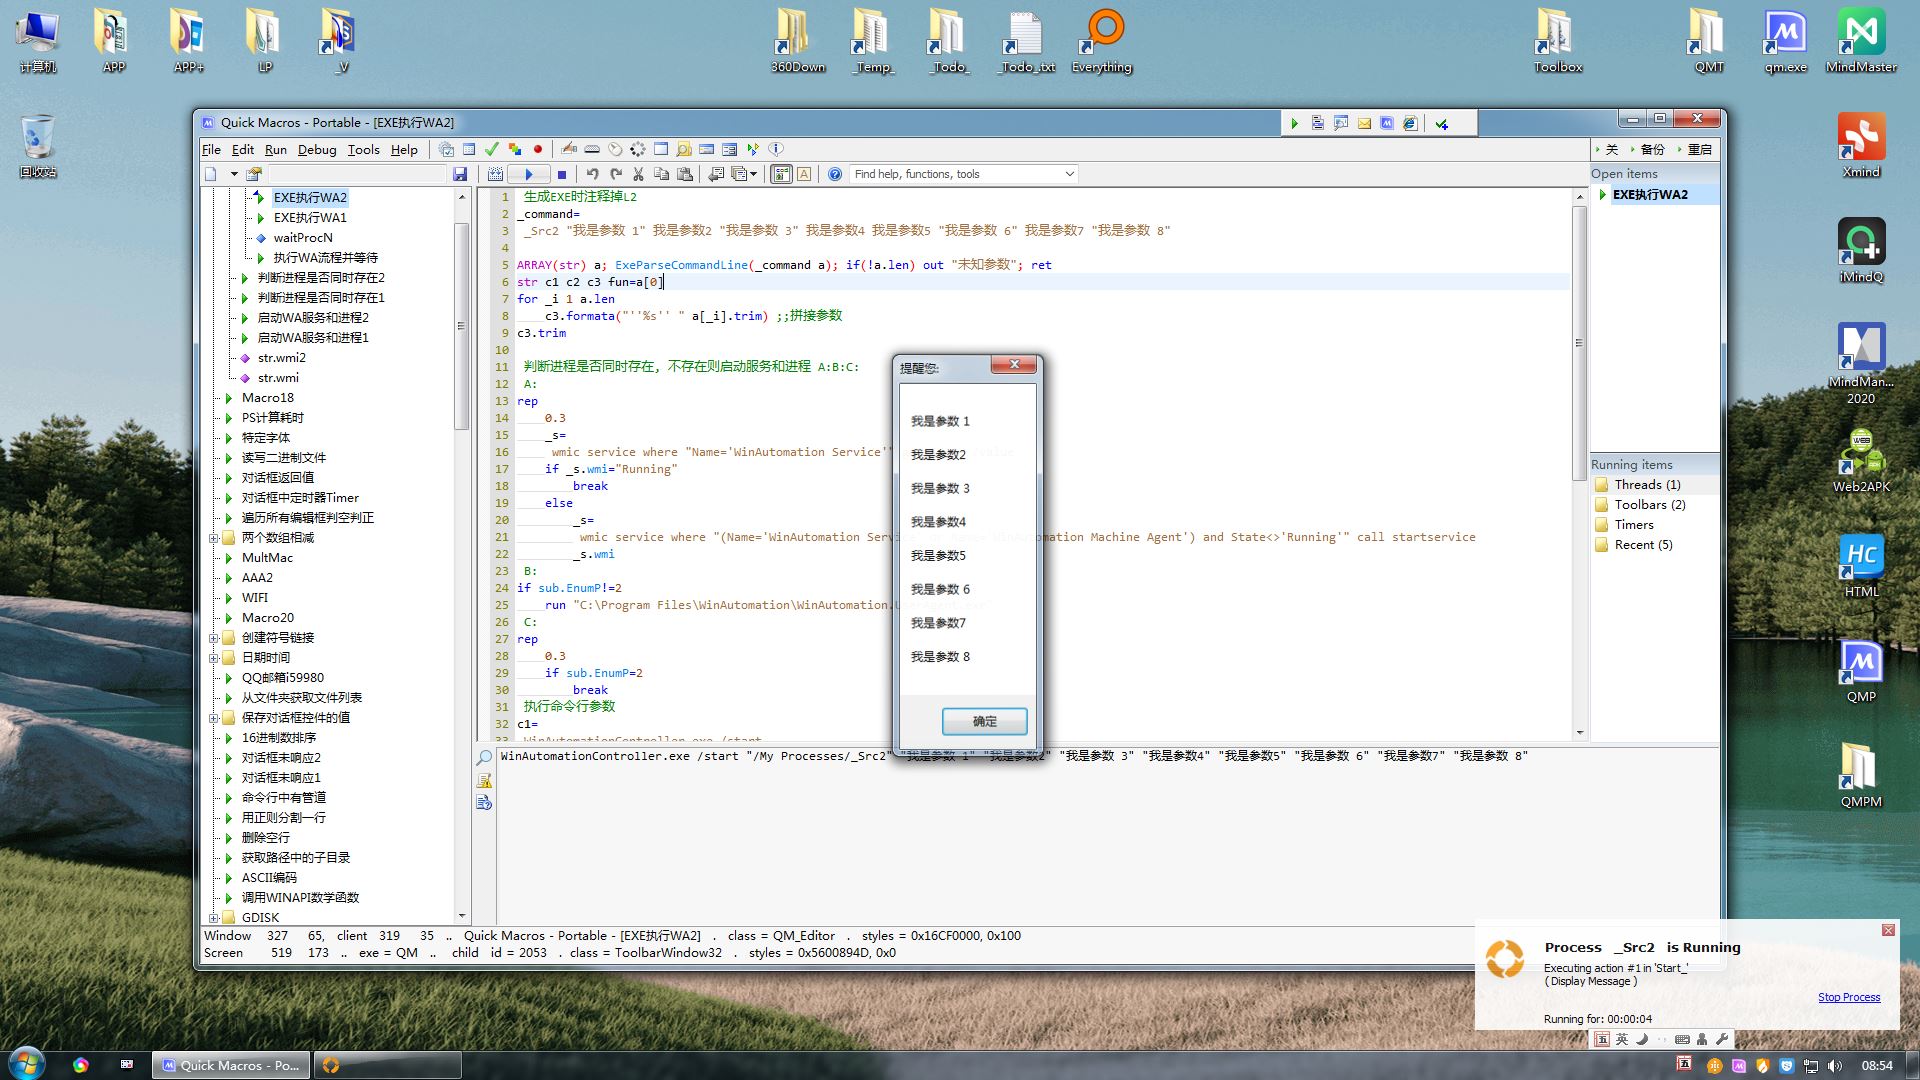 计算机
APP
APP+
LP
_V
360Down
_Temp_
_Todo_
_Todo_.txt
Everything
Toolbox
QMT
qm.exe
MindMaster
回收站
Xmind
iMindQ
MindMan...
2020
Web2APK
HTML
QMP
QMPM
Quick Macros - Portable - [EXE执行WA2]
File Edit Run Debug Tools Help
关 备份 重启
Find help, functions, tools
Open items
EXE执行WA2
EXE执行WA2
EXE执行WA1
waitProcN
执行WA流程并等待
判断进程是否同时存在2
判断进程是否同时存在1
启动WA服务和进程2
启动WA服务和进程1
str.wmi2
str.wmi
Macro18
PS计算耗时
特定字体
读写二进制文件
对话框返回值
对话框中定时器Timer
遍历所有编辑框判空判正
两个数组相减
MultMac
AAA2
WIFI
Macro20
创建符号链接
日期时间
QQ邮箱i59980
从文件夹获取文件列表
保存对话框控件的值
16进制数排序
对话框未响应2
对话框未响应1
命令行中有管道
用正则分割一行
删除空行
获取路径中的子目录
ASCII编码
调用WINAPI数学函数
GDISK
1 生成EXE时注释掉L2
2 _command=
3 _Src2 "我是参数 1" 我是参数2 "我是参数 3" 我是参数4 我是参数5 "我是参数 6" 我是参数7 "我是参数 8"
4
5 ARRAY(str) a; ExeParseCommandLine(_command a); if(!a.len) out "未知参数"; ret
6 str c1 c2 c3 fun=a[0]
7 for _i 1 a.len
8 c3.formata("''%s'' " a[_i].trim) ;;拼接参数
9 c3.trim
10
11 判断进程是否同时存在, 不存在则启动服务和进程 A:B:C:
12 A:
13 rep
14 0.3
15 _s=
16 wmic service where "Name='WinAutomation Service'"
17 if _s.wmi="Running"
18 break
19 else
20 _s=
21 wmic service where "(Name='WinAutomation Service' Automation Machine Agent') and State<>'Running'" call startservice
22 _s.wmi
23 B:
24 if sub.EnumP!=2
25 run "C:\Program Files\WinAutomation\WinAutomation.
26 C:
27 rep
28 0.3
29 if sub.EnumP=2
30 break
31 执行命令行参数
32 c1=
33 WinAutomationController.exe /start
提醒您:
我是参数 1
我是参数2
我是参数 3
我是参数4
我是参数5
我是参数 6
我是参数7
我是参数 8
确定
Running items
Threads (1)
Toolbars (2)
Timers
Recent (5)
WinAutomationController.exe /start "/My Processes/_Src2" "我是参数 1" "我是参数2" "我是参数 3" "我是参数4" "我是参数5" "我是参数 6" "我是参数7" "我是参数 8"
Window 327 65, client 319 35 .. Quick Macros - Portable - [EXE执行WA2] . class = QM_Editor . styles = 0x16CF0000, 0x100
Screen 519 173 .. exe = QM .. child id = 2053 . class = ToolbarWindow32 . styles = 0x5600894D, 0x0
Process _Src2 is Running
Executing action #1 in 'Start_'
( Display Message )
Stop Process
Running for: 00:00:04
五 英
Quick Macros - Po...
五
08:54